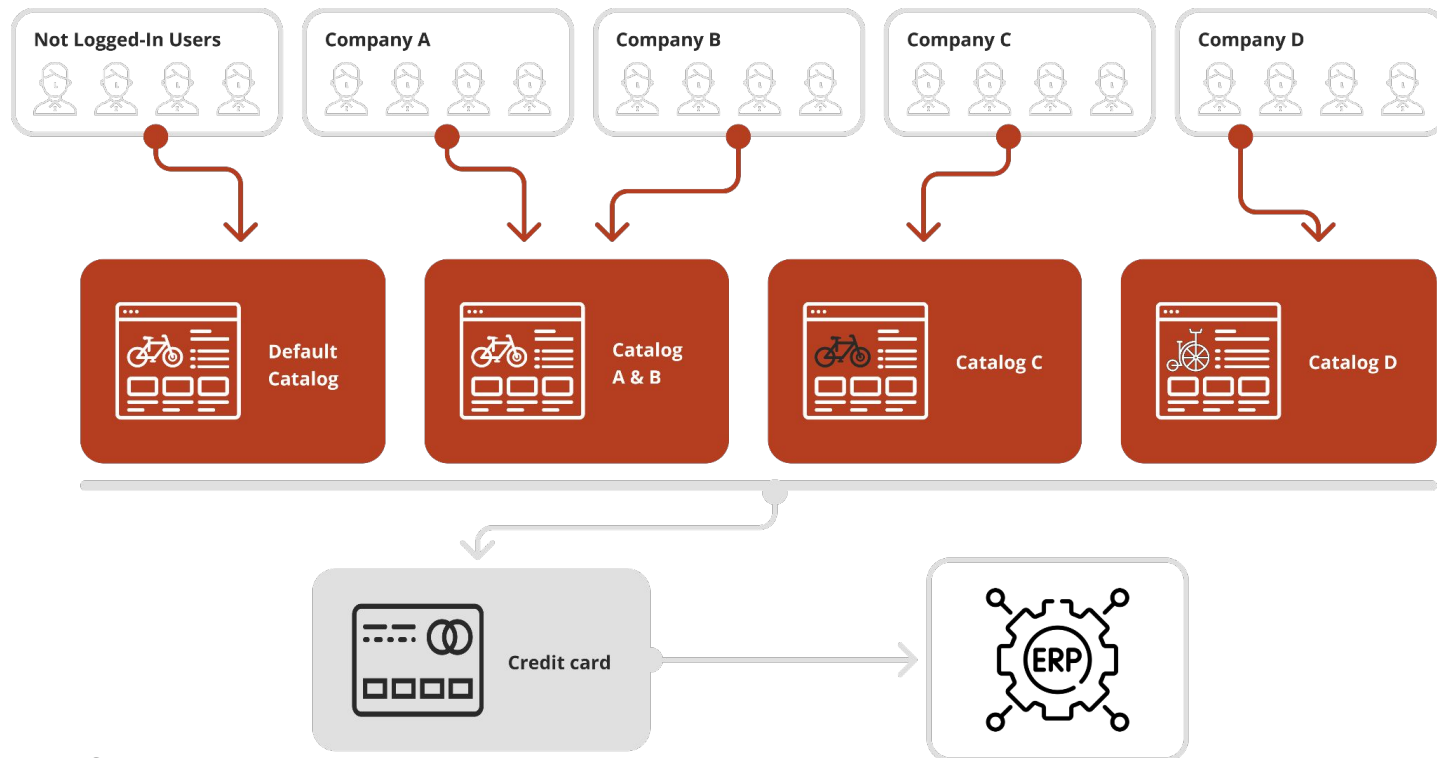 Not Logged-In Users
Company A
Company B
Company C
Company D
Default
Catalog
Catalog
A & B
Catalog C
Catalog D
Credit card
ERP